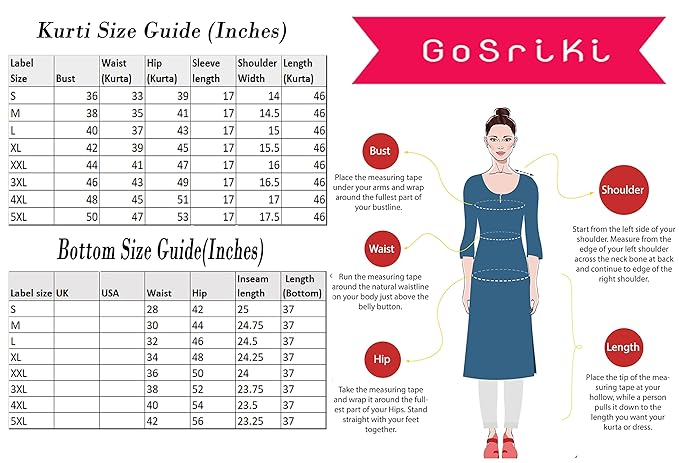 Kurti Size Guide (Inches)
Label Size Bust Waist (Kurta) Hip (Kurta) Sleeve length Shoulder Width Length (Kurta)
S 36 33 39 17 14 46
M 38 35 41 17 14.5 46
L 40 37 43 17 15 46
XL 42 39 45 17 15.5 46
XXL 44 41 47 17 16 46
3XL 46 43 49 17 16.5 46
4XL 48 45 51 17 17 46
5XL 50 47 53 17 17.5 46
Bottom Size Guide(Inches)
Label size UK USA Waist Hip Inseam length Length (Bottom)
S 28 42 25 37
M 30 44 24.75 37
L 32 46 24.5 37
XL 34 48 24.25 37
XXL 36 50 24 37
3XL 38 52 23.75 37
4XL 40 54 23.5 37
5XL 42 56 23.25 37
GoSriKi
Bust
Place the measuring tape
under your arms and wrap
around the fullest part of
your bustline.
Waist
Run the measuring tape
around the natural waistline
on your body just above the
belly button.
Hip
Take the measuring tape
and wrap it around the full-
est part of your Hips. Stand
straight with your feet
together.
Shoulder
Start from the left side of your
shoulder. Measure from the
edge of your left shoulder
across the neck bone at back
and continue to edge of the
right shoulder.
Length
Place the tip of the mea-
suring tape at your
hollow, while a person
pulls it down to the
length you want your
kurta or dress.